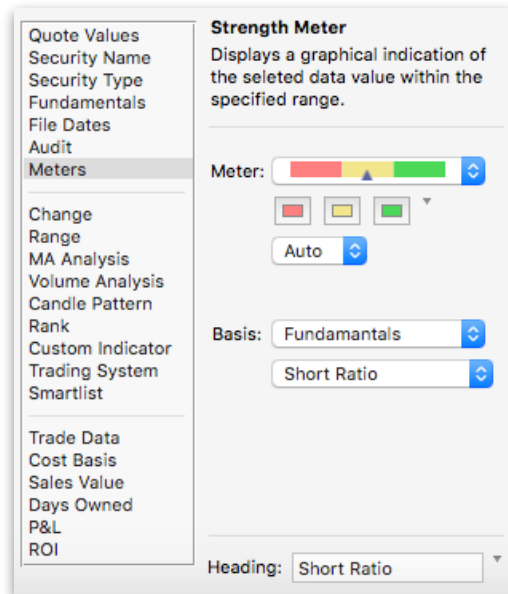 Quote Values
Security Name
Security Type
Fundamentals
File Dates
Audit
Meters
Change
Range
MA Analysis
Volume Analysis
Candle Pattern
Rank
Custom Indicator
Trading System
Smartlist
Trade Data
Cost Basis
Sales Value
Days Owned
P&L
ROI
Strength Meter
Displays a graphical indication of
the seleted data value within the
specified range.
Meter:
Auto
Basis: Fundamantals
Short Ratio
Heading: Short Ratio